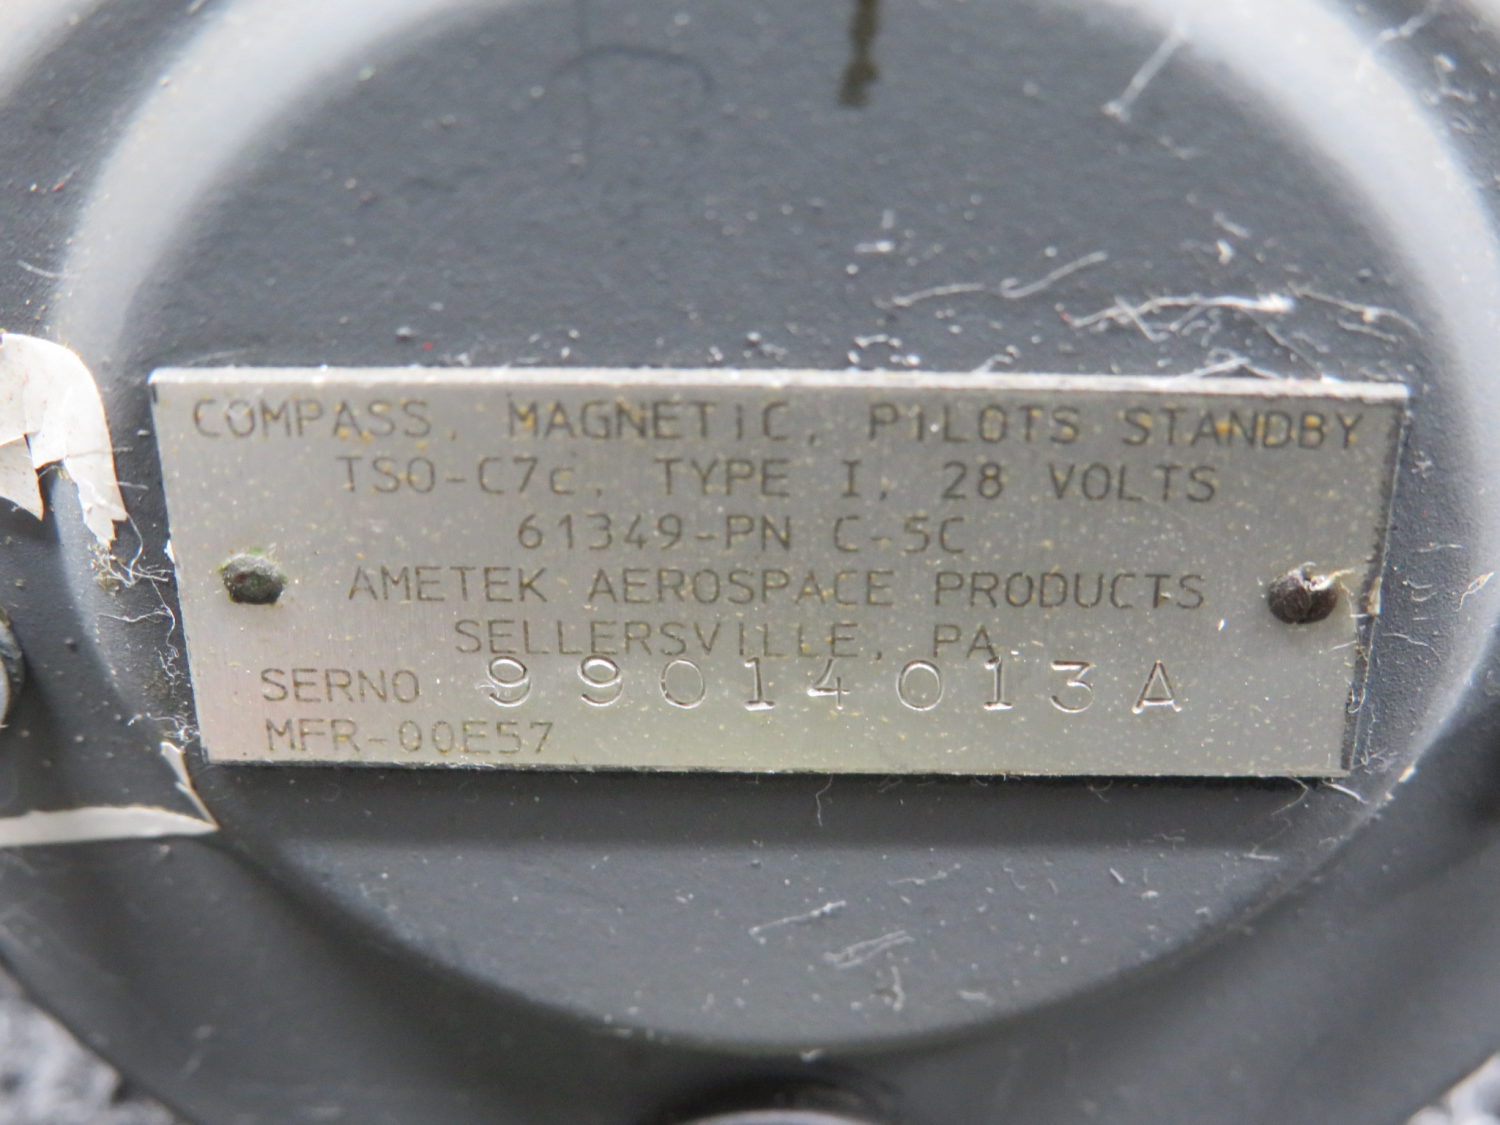 COMPASS, MAGNETIC, PILOTS STANDBY
TSO-C7c, TYPE I, 28 VOLTS
61349-PN C-5C
AMETEK AEROSPACE PRODUCTS
SELLERSVILLE, PA
SERNO 99014013A
MFR-00E57